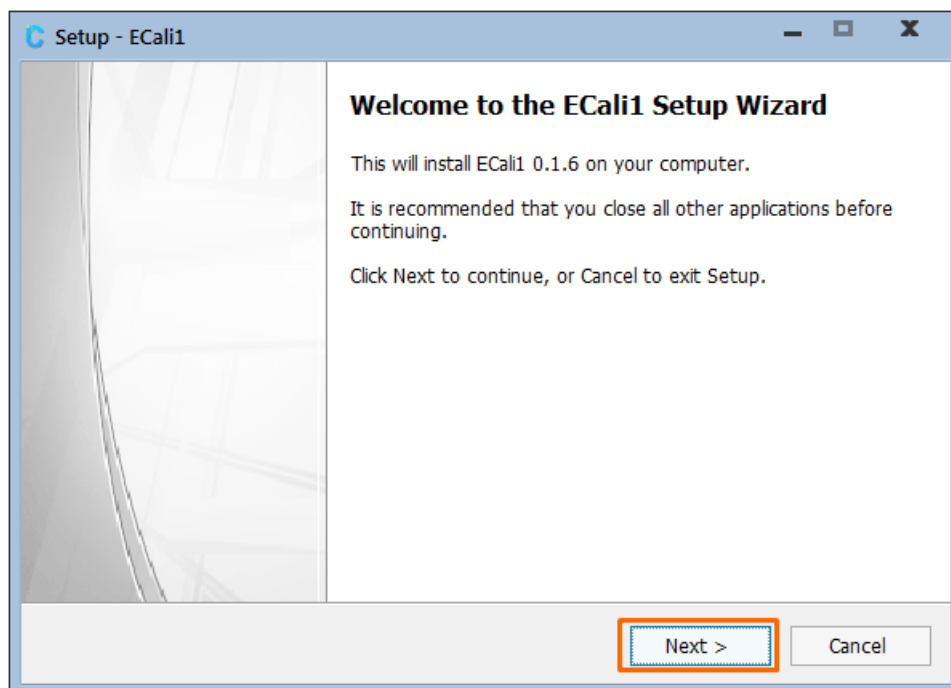 Setup - ECali1
Welcome to the ECali1 Setup Wizard
This will install ECali1 0.1.6 on your computer.
It is recommended that you close all other applications before
continuing.
Click Next to continue, or Cancel to exit Setup.
Next >
Cancel